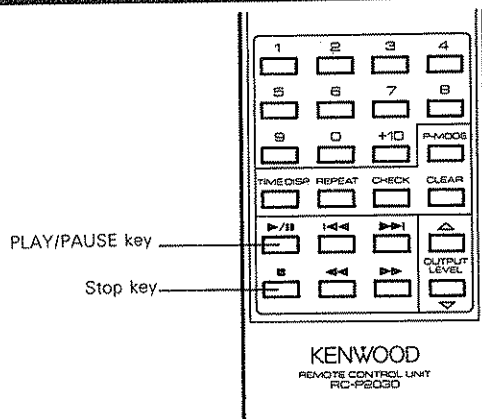 1 2 3 4
5 6 7 8
9 0 +10 P-MODE
TIME DISP. REPEAT CHECK CLEAR
PLAY/PAUSE key
OUTPUT
LEVEL
Stop key
KENWOOD
REMOTE CONTROL UNIT
RC-P2030